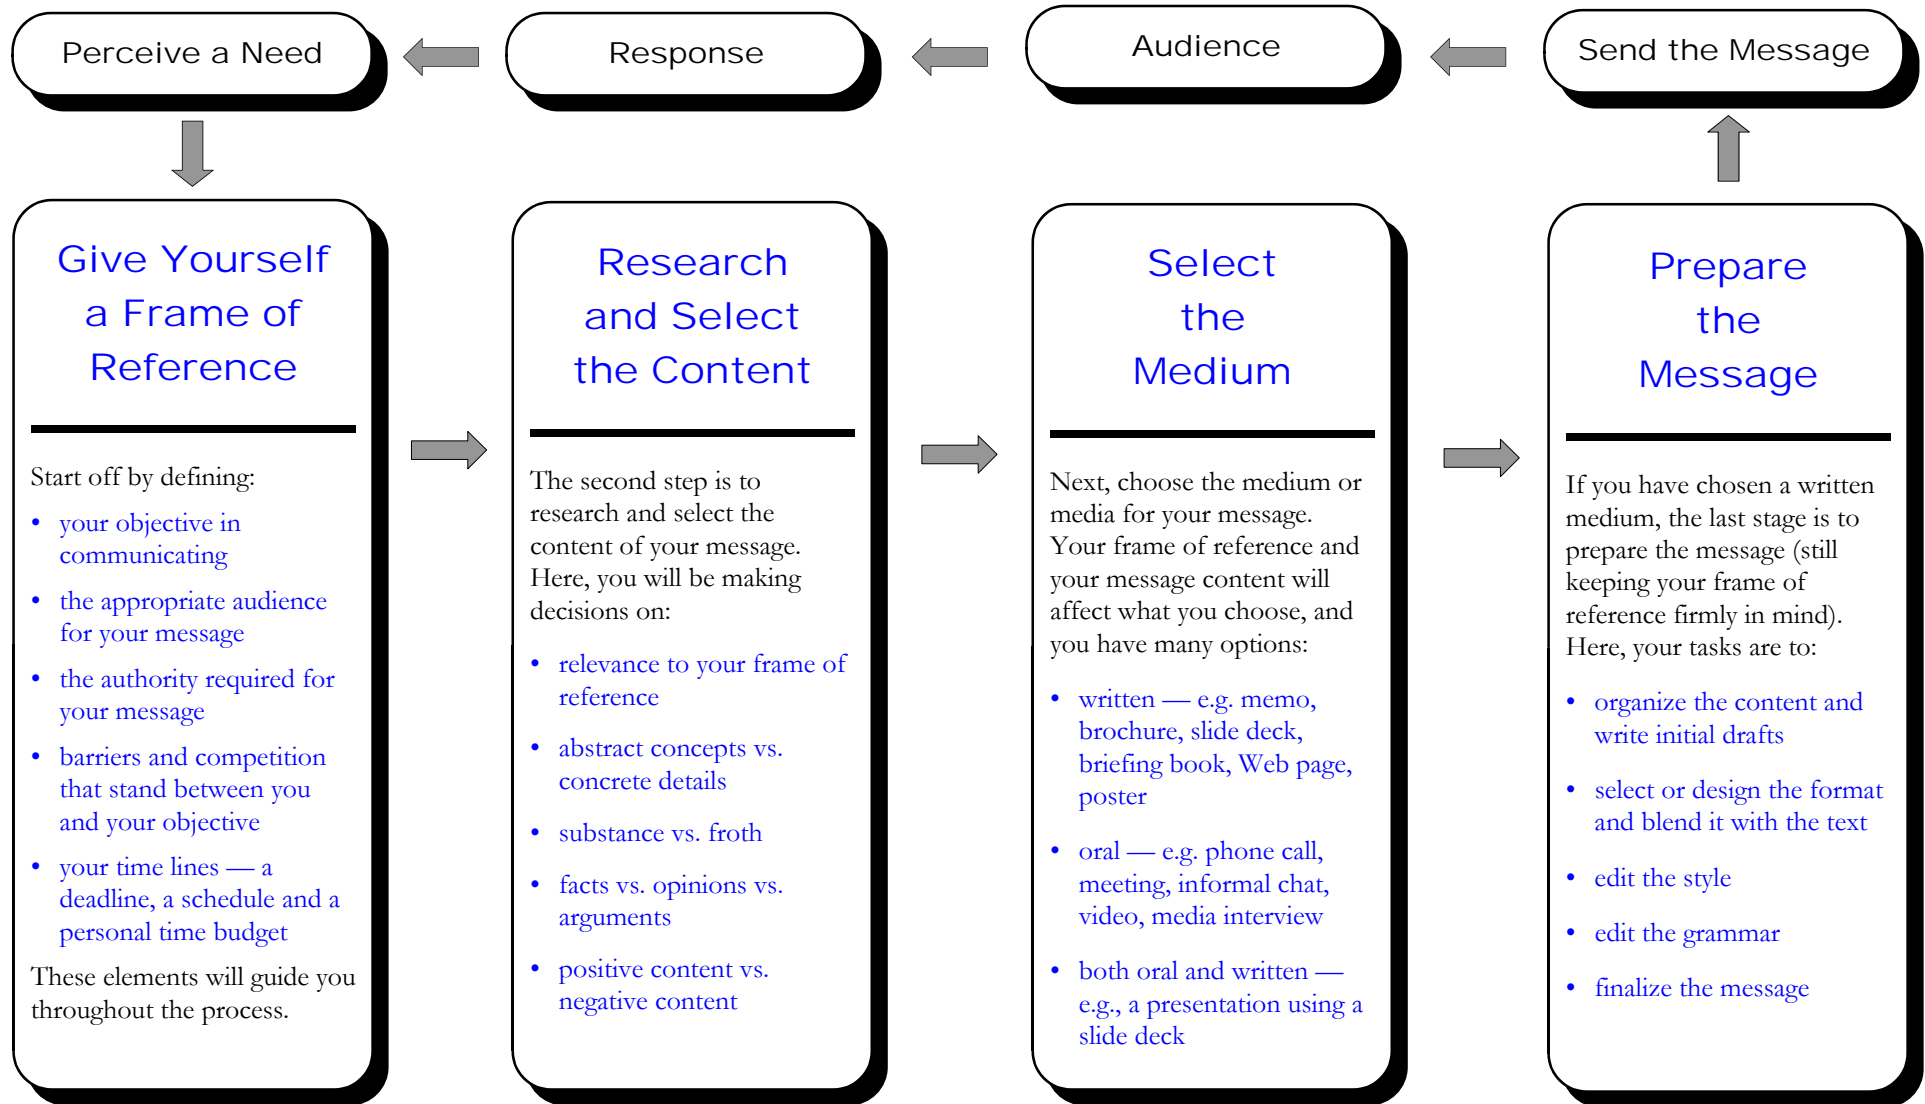 Perceive a Need
Response
Audience
Send the Message
Give Yourself
a Frame of
Reference
Start off by defining:
• your objective in
communicating
• the appropriate audience
for your message
• the authority required for
your message
• barriers and competition
that stand between you
and your objective
• your time lines — a
deadline, a schedule and a
personal time budget
These elements will guide you
throughout the process.
Research
and Select
the Content
The second step is to
research and select the
content of your message.
Here, you will be making
decisions on:
• relevance to your frame of
reference
• abstract concepts vs.
concrete details
• substance vs. froth
• facts vs. opinions vs.
arguments
• positive content vs.
negative content
Select
the
Medium
Next, choose the medium or
media for your message.
Your frame of reference and
your message content will
affect what you choose, and
you have many options:
• written — e.g. memo,
brochure, slide deck,
briefing book, Web page,
poster
• oral — e.g. phone call,
meeting, informal chat,
video, media interview
• both oral and written —
e.g., a presentation using a
slide deck
Prepare
the
Message
If you have chosen a written
medium, the last stage is to
prepare the message (still
keeping your frame of
reference firmly in mind).
Here, your tasks are to:
• organize the content and
write initial drafts
• select or design the format
and blend it with the text
• edit the style
• edit the grammar
• finalize the message